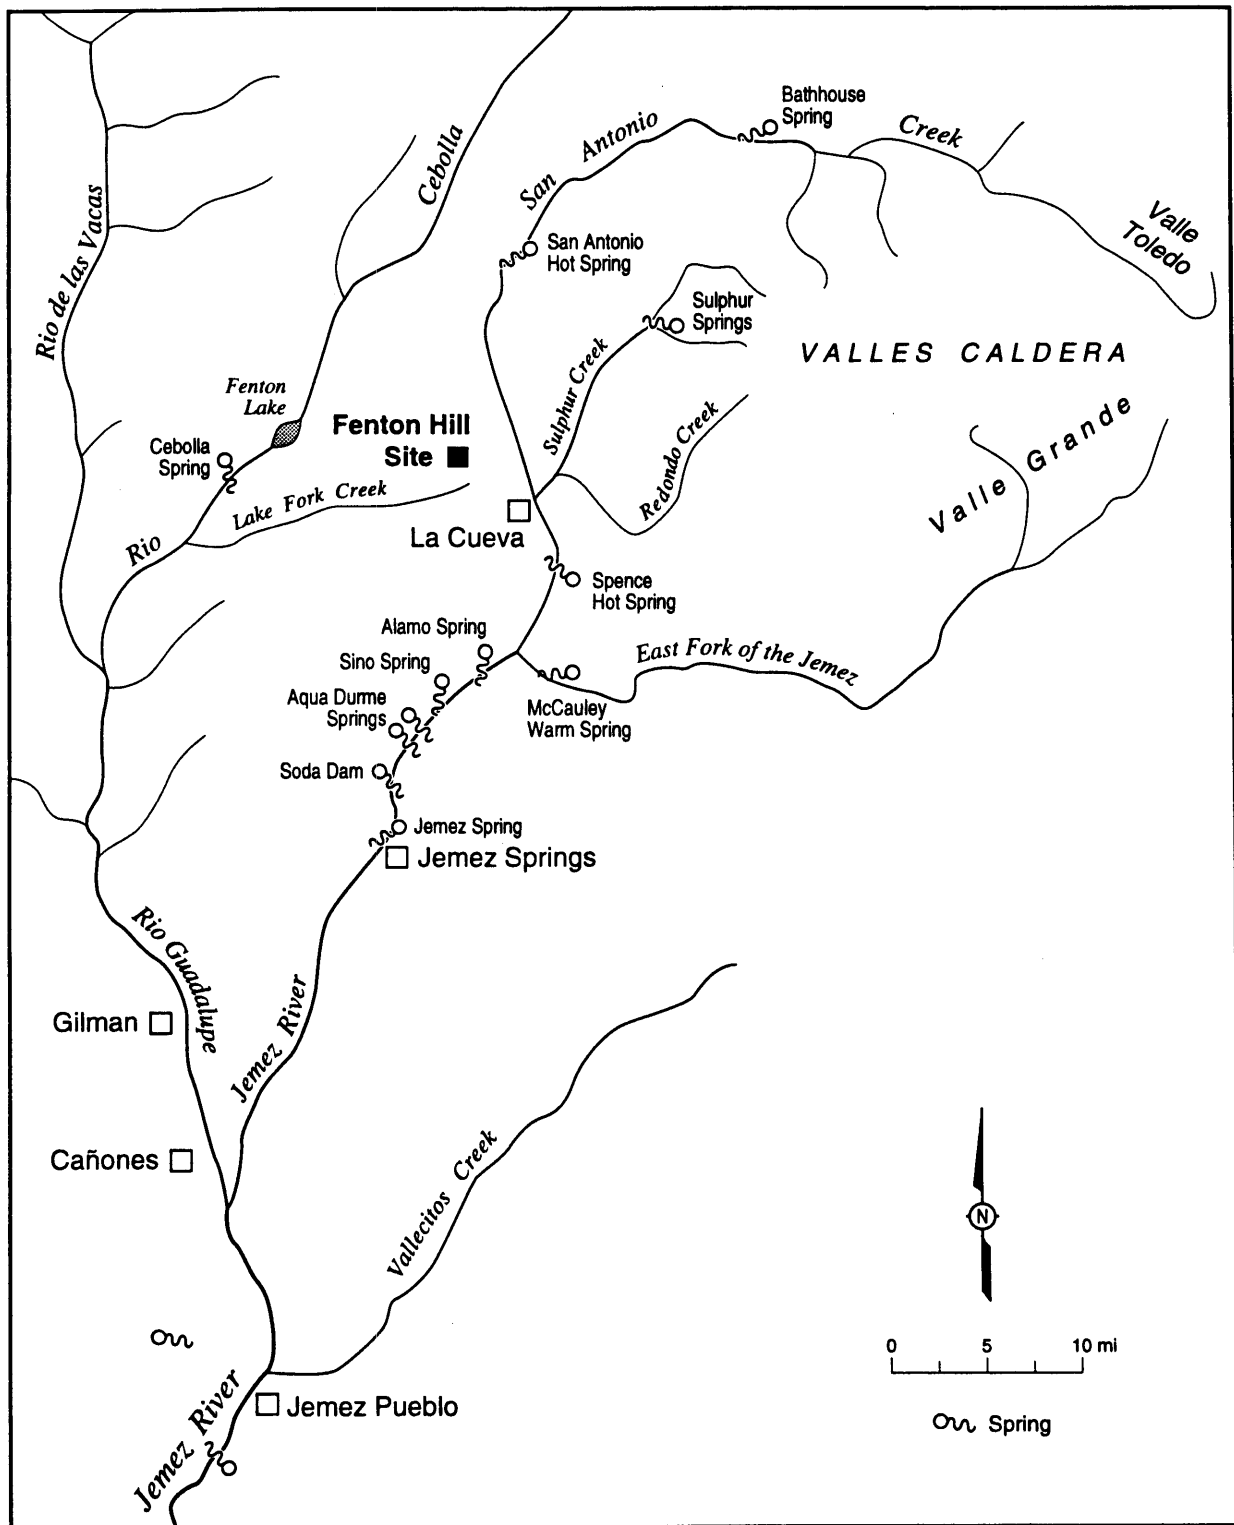 Bathhouse
Spring
San Antonio Creek
Cebolla
Valle
Toledo
Rio de las Vacas
San Antonio
Hot Spring
Sulphur
Springs
VALLES CALDERA
Sulphur Creek
Fenton
Lake
Fenton Hill
Site
Redondo Creek
Valle Grande
Cebolla
Spring
Lake Fork Creek
La Cueva
Rio
Spence
Hot Spring
Alamo Spring
East Fork of the Jemez
Sino Spring
Aqua Durme
Springs
McCauley
Warm Spring
Soda Dam
Jemez Spring
Jemez Springs
Rio Guadalupe
Gilman
Jemez River
Cañones
Vallecitos Creek
N
0 5 10 mi
Jemez River
Jemez Pueblo
Spring